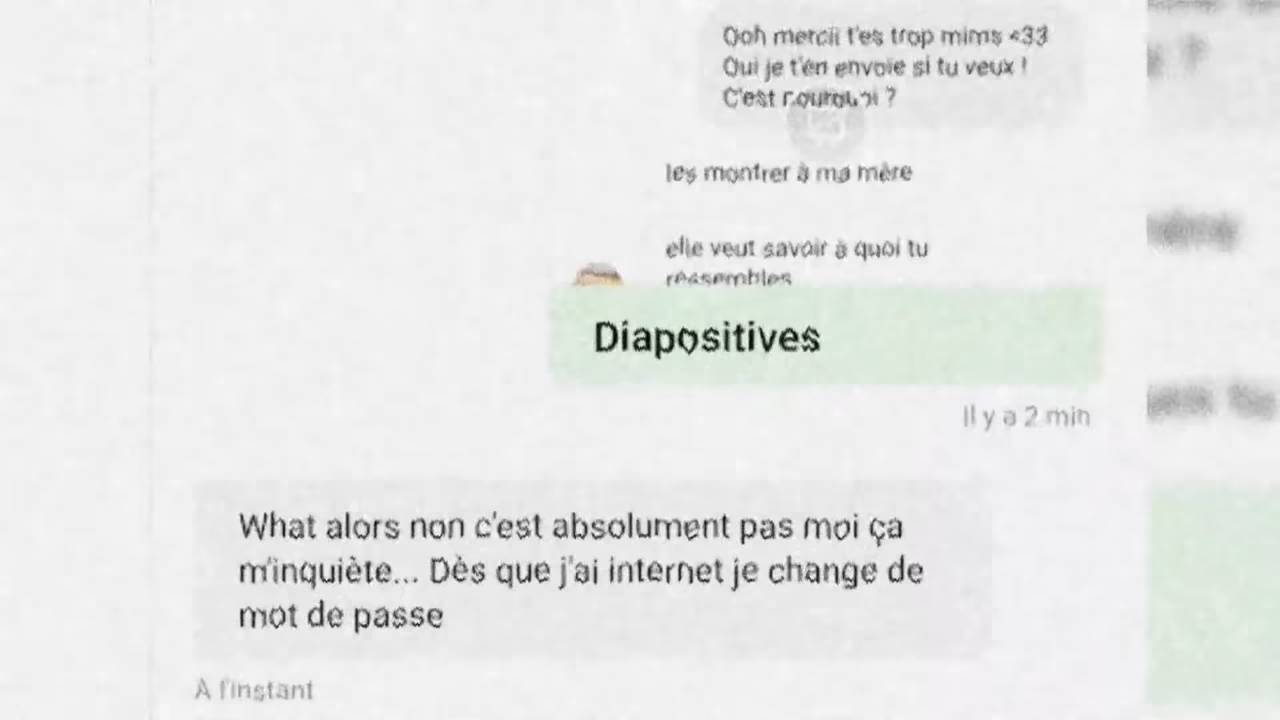 Ooh mercii t'es trop mims <33
Oui je t'en envoie si tu veux !
C'est pourquoi ?
les montrer à ma mère
elle veut savoir à quoi tu
ressembles
Diapositives
Il y a 2 min
What alors non c'est absolument pas moi ça
m'inquiète... Dès que j'ai internet je change de
mot de passe
À l'instant